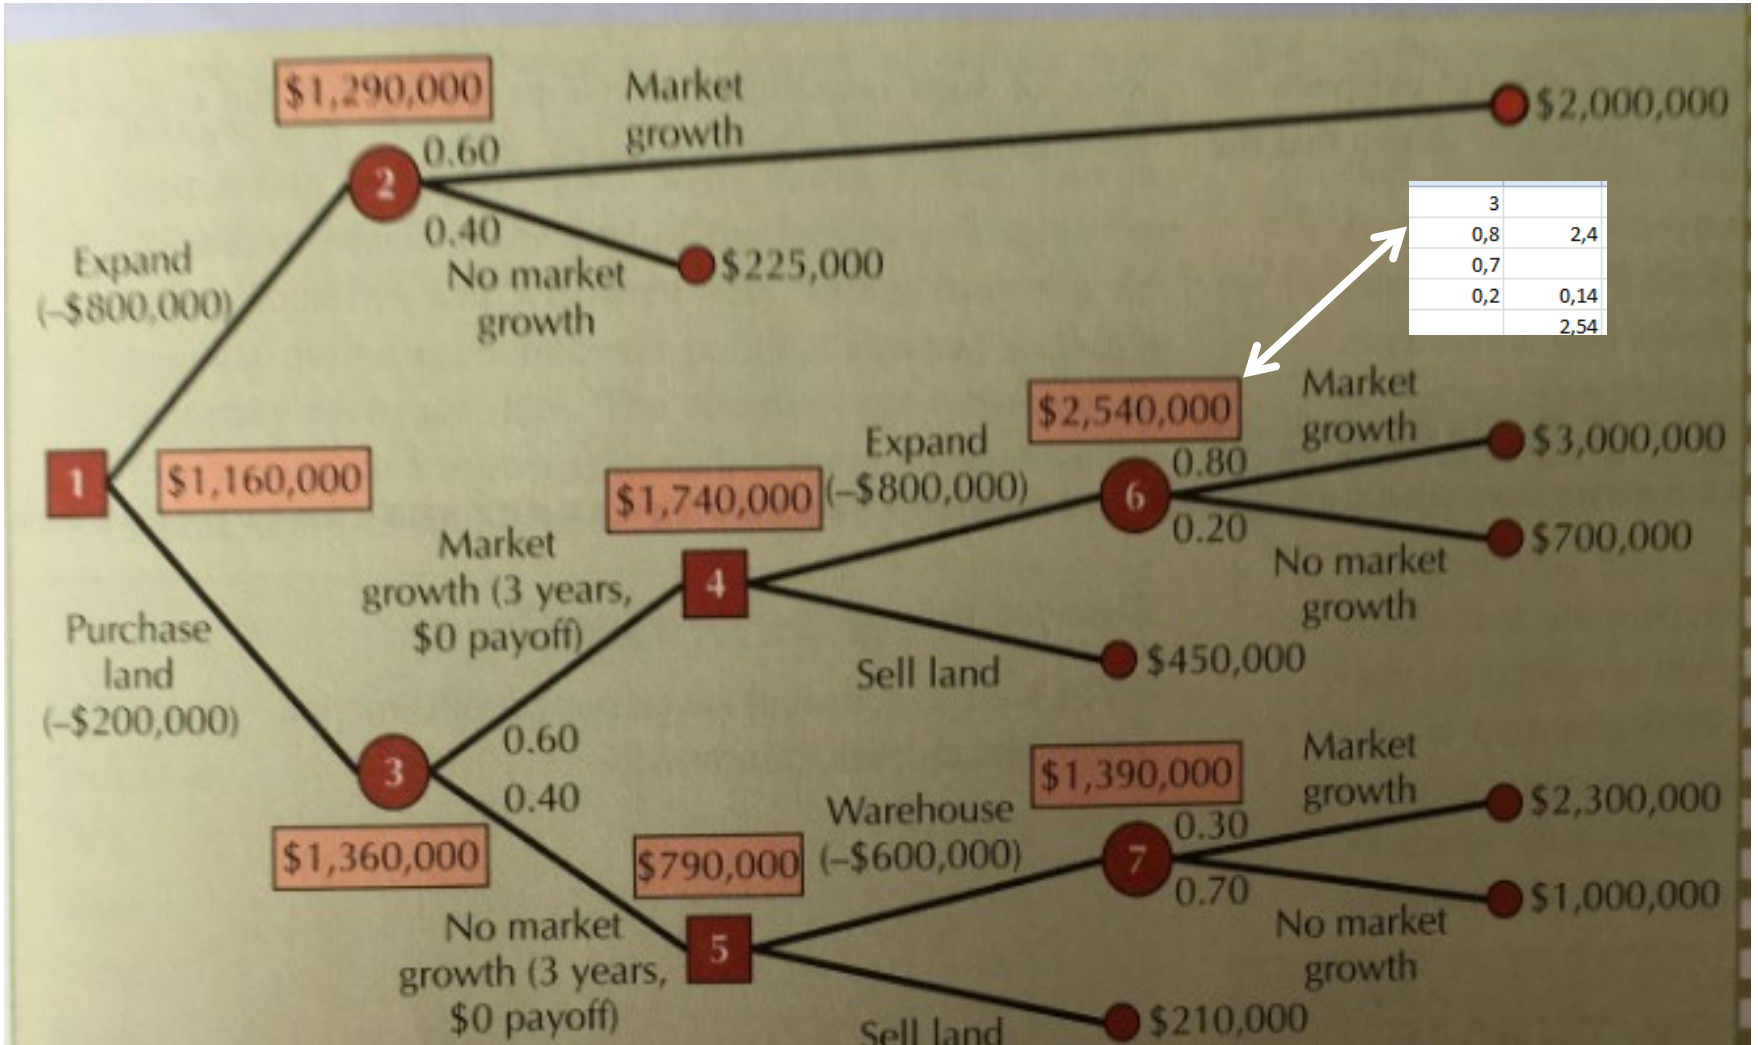 $1,290,000
Market
growth
$2,000,000
2
0.60
0.40
Expand
(–$800,000)
No market
growth
$225,000
3
0,8 2,4
0,7
0,2 0,14
2,54
1
$1,160,000
$2,540,000
Market
growth
$3,000,000
Expand
(–$800,000)
6
0.80
0.20
$1,740,000
$700,000
No market
growth
Market
growth (3 years,
$0 payoff)
4
Sell land
$450,000
Purchase
land
(–$200,000)
3
0.60
0.40
$1,360,000
$1,390,000
Market
growth
$2,300,000
Warehouse
(–$600,000)
7
0.30
0.70
$790,000
$1,000,000
No market
growth
No market
growth (3 years,
$0 payoff)
5
Sell land
$210,000